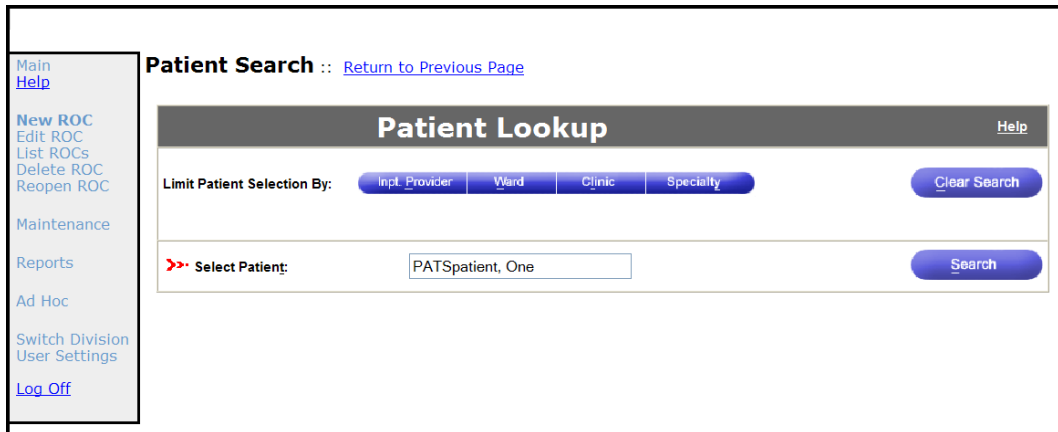 Main
Help
New ROC
Edit ROC
List ROCs
Delete ROC
Reopen ROC
Maintenance
Reports
Ad Hoc
Switch Division
User Settings
Log Off
Patient Search :: Return to Previous Page
Patient Lookup Help
Limit Patient Selection By: Inpt. Provider Ward Clinic Specialty Clear Search
Select Patient: PATSpatient, One Search